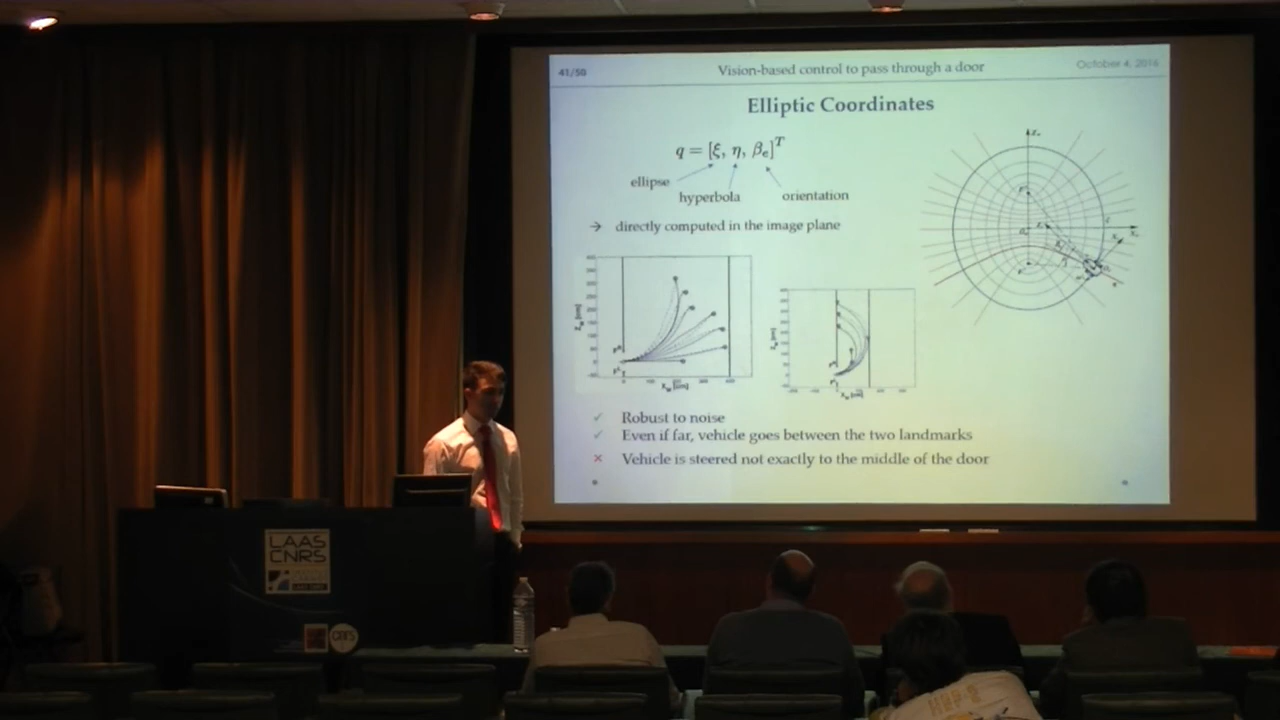 41/50
Vision-based control to pass through a door
October 4, 2016
Elliptic Coordinates
q = [ξ, η, βe]T
ellipse
hyperbola
orientation
→ directly computed in the image plane
✓ Robust to noise
✓ Even if far, vehicle goes between the two landmarks
× Vehicle is steered not exactly to the middle of the door
LAAS
CNRS
cnrs